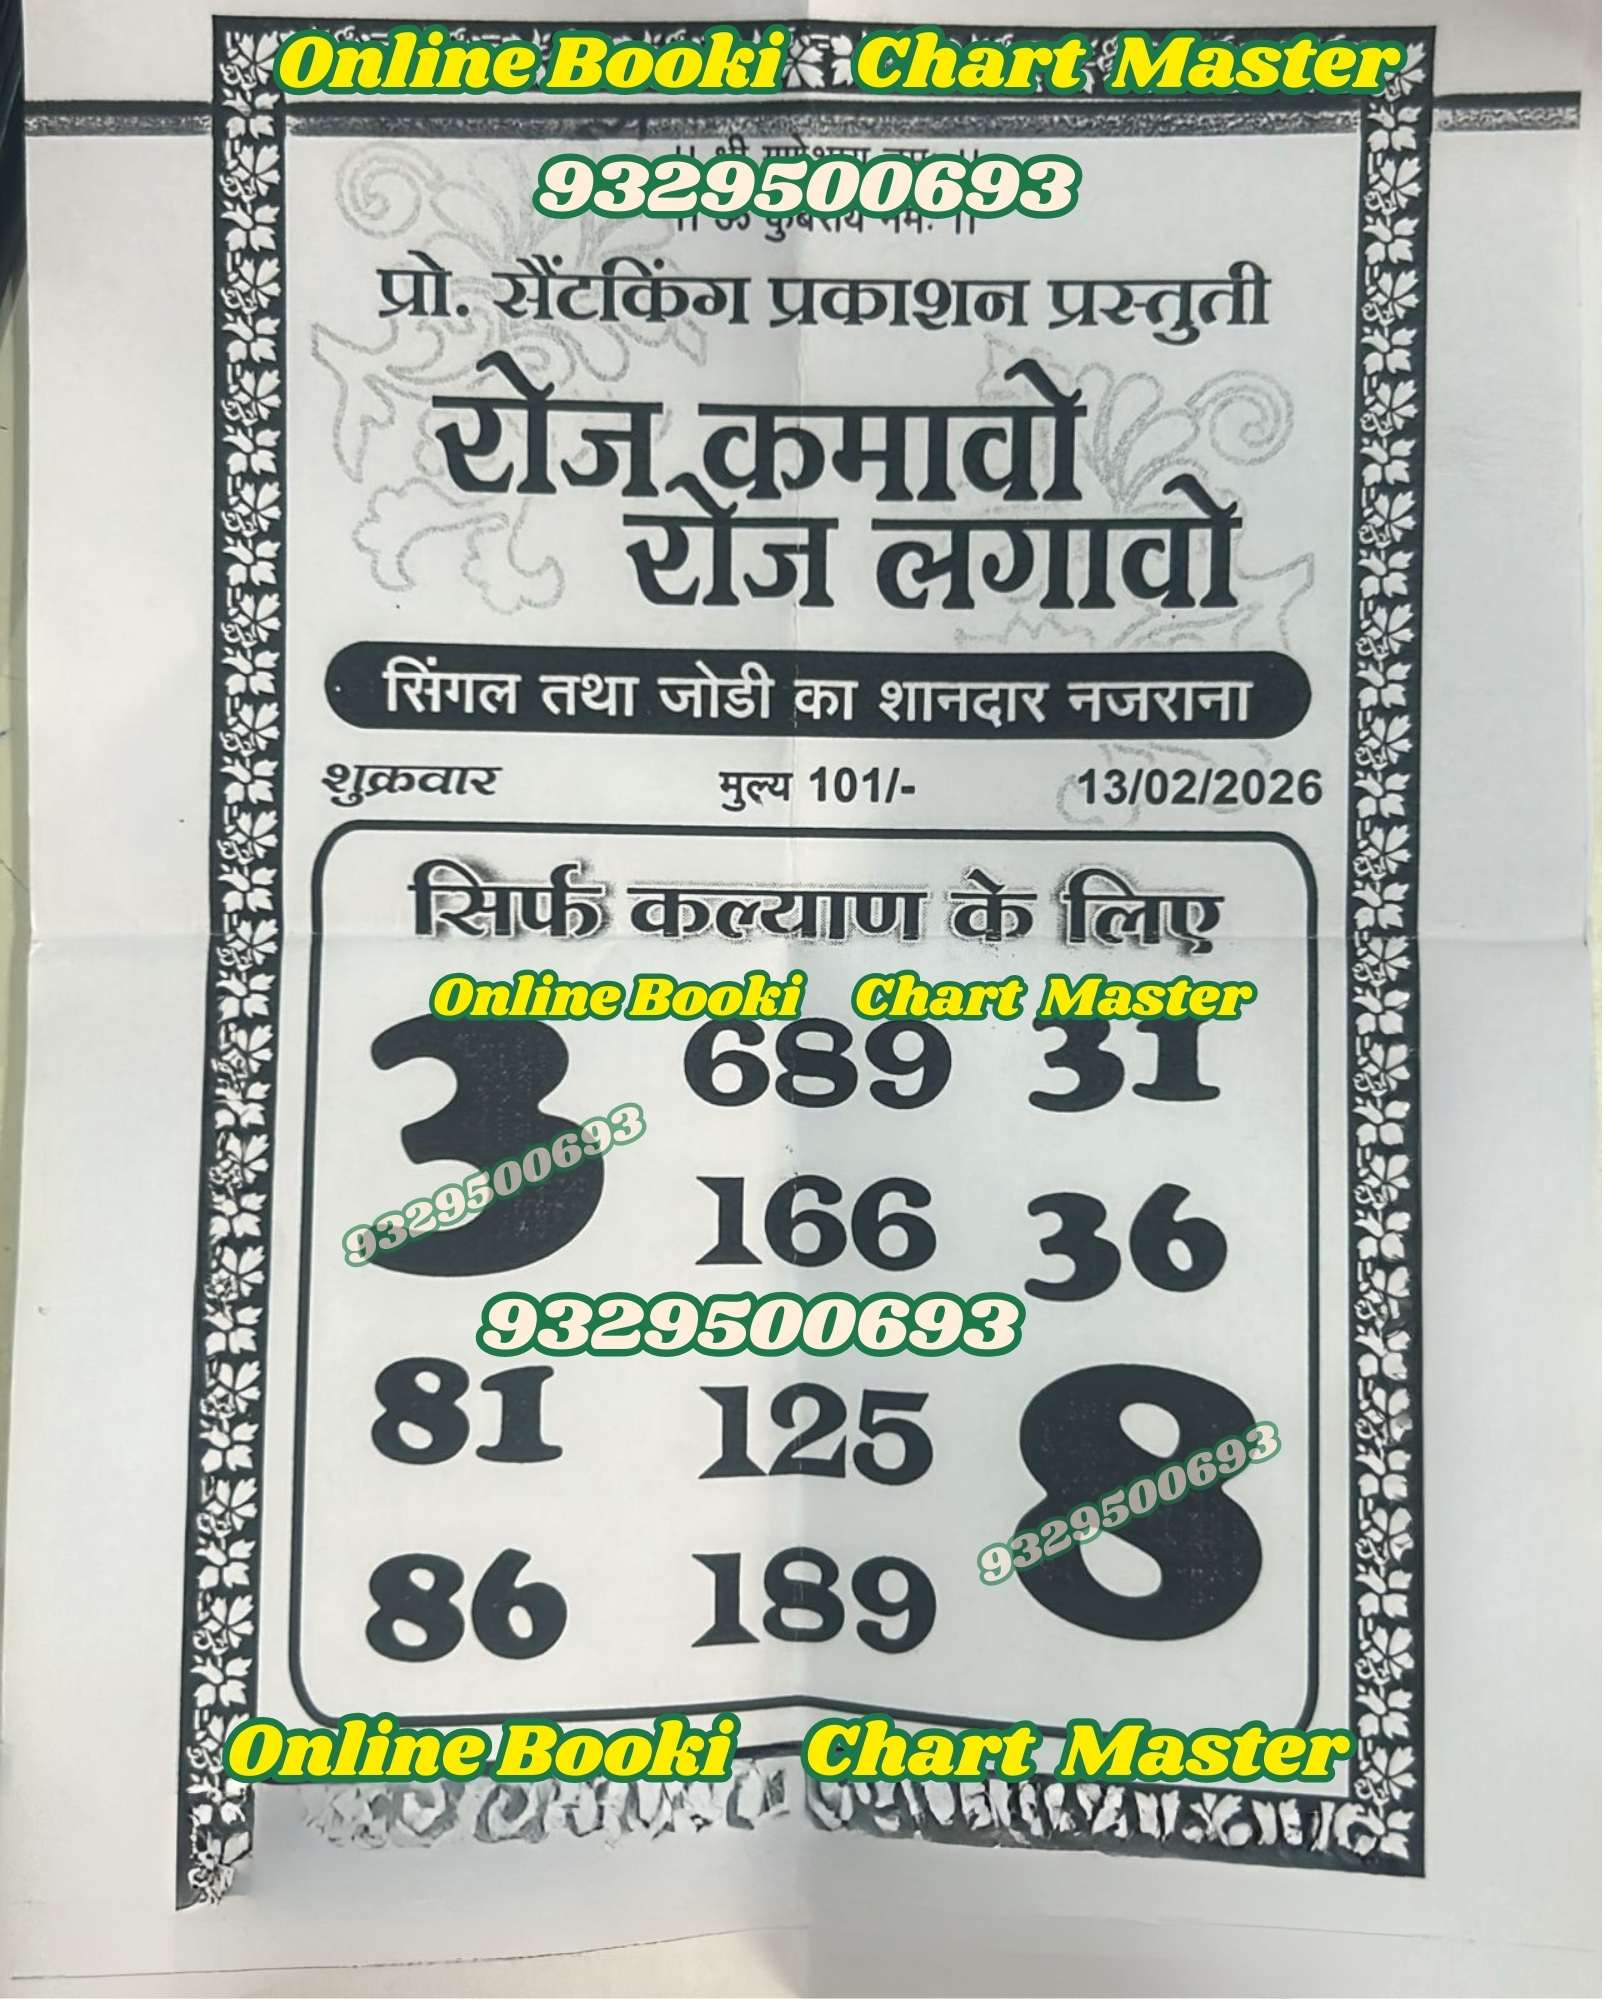 Online Booki Chart Master
9329500693
प्रो. सैंटकिंग प्रकाशन प्रस्तुती
रोज कमावो
रोज लगावो
सिंगल तथा जोडी का शानदार नजराना
शुक्रवार मुल्य 101/- 13/02/2026
सिर्फ कल्याण के लिए
Online Booki Chart Master
3 689 31
9329500693
166 36
9329500693
81 125 8
9329500693
86 189
Online Booki Chart Master